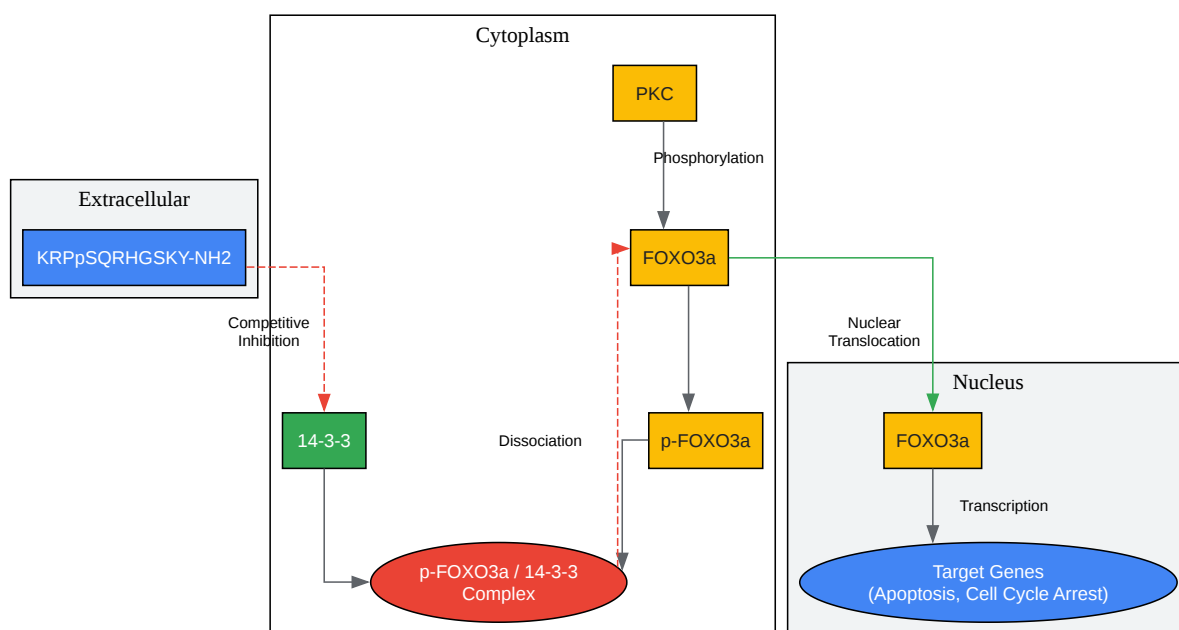 Cytoplasm
PKC
Phosphorylation
Extracellular
KRPpSQRHGSKY-NH2
FOXO3a
Competitive
Inhibition
Nuclear
Translocation
Nucleus
14-3-3
Dissociation
p-FOXO3a
FOXO3a
Transcription
p-FOXO3a / 14-3-3
Complex
Target Genes
(Apoptosis, Cell Cycle Arrest)